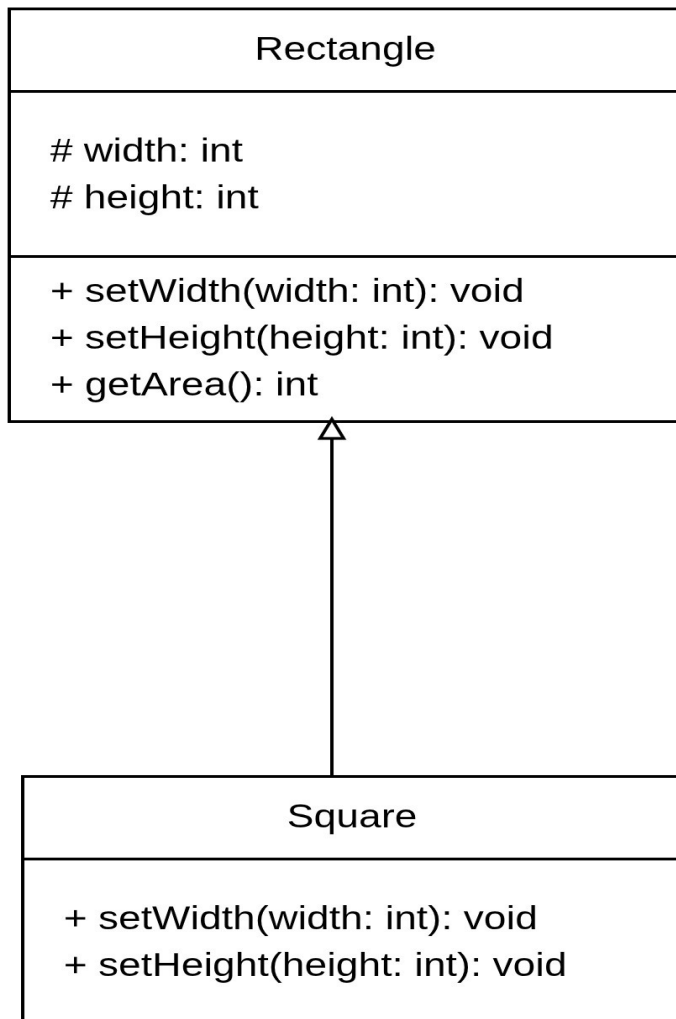 Rectangle
# width: int
# height: int
+ setWidth(width: int): void
+ setHeight(height: int): void
+ getArea(): int
Square
+ setWidth(width: int): void
+ setHeight(height: int): void